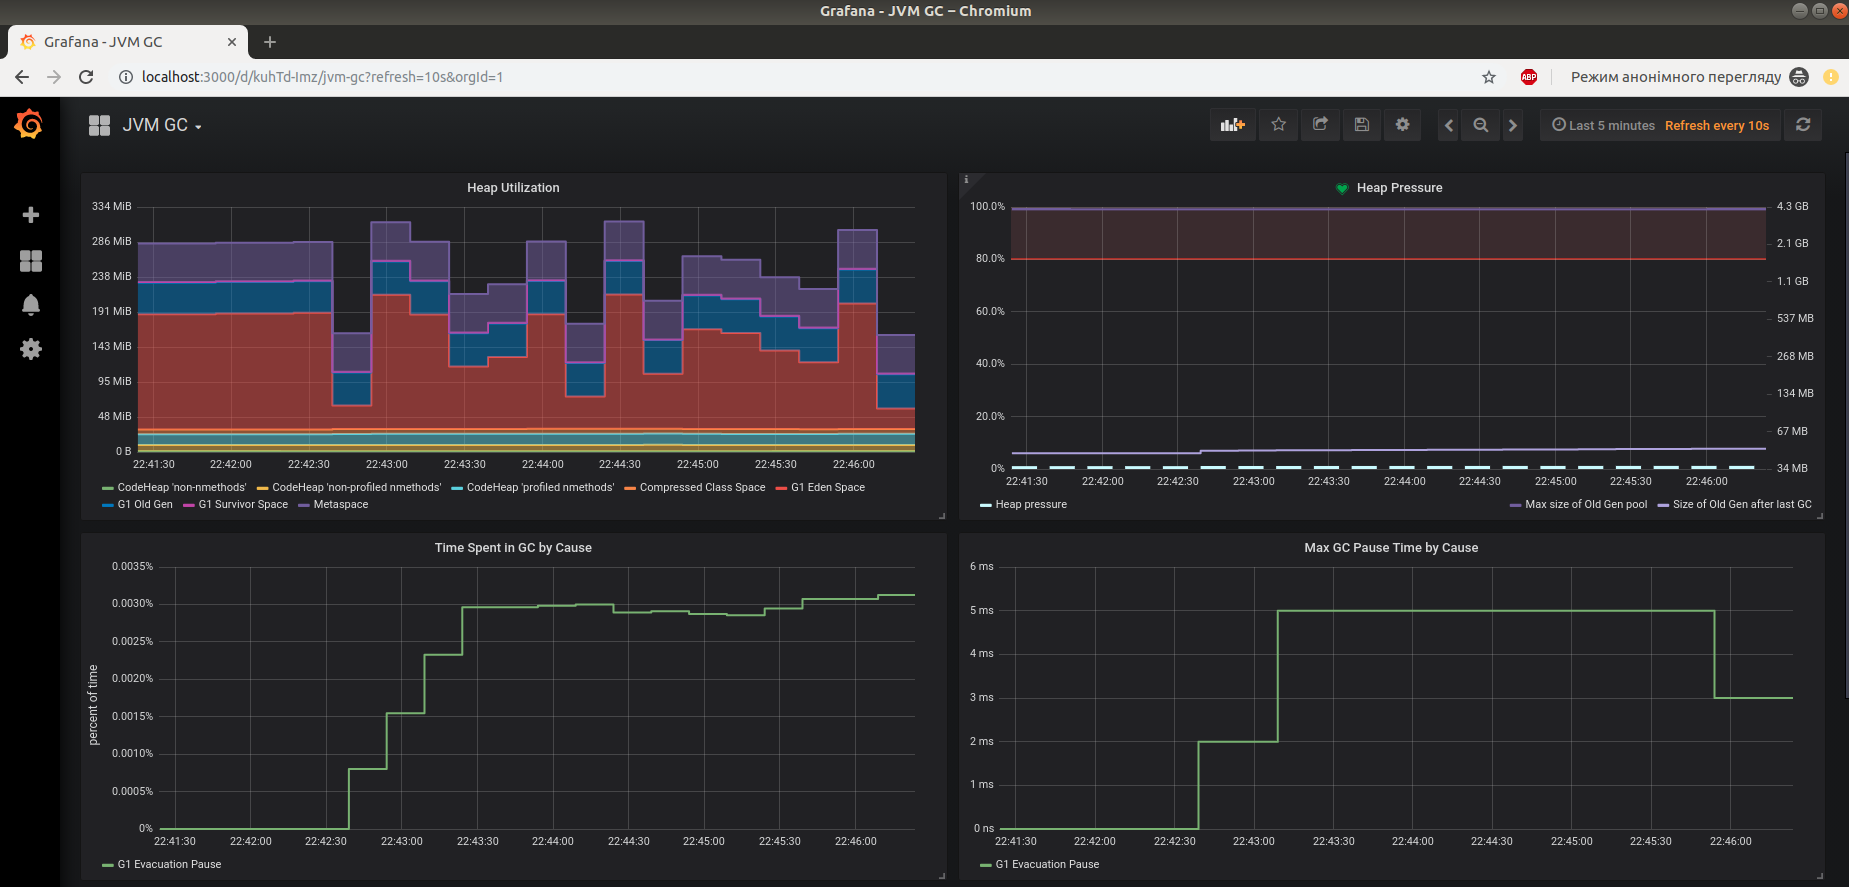 Grafana - JVM GC – Chromium
Grafana - JVM GC
localhost:3000/d/kuhTd-Imz/jvm-gc?refresh=10s&orgId=1
ABP
Режим анонімного перегляду
JVM GC
Last 5 minutes Refresh every 10s
Heap Utilization
334 MiB
286 MiB
238 MiB
191 MiB
143 MiB
95 MiB
48 MiB
0 B
22:41:30 22:42:00 22:42:30 22:43:00 22:43:30 22:44:00 22:44:30 22:45:00 22:45:30 22:46:00
CodeHeap 'non-nmethods' CodeHeap 'non-profiled nmethods' CodeHeap 'profiled nmethods' Compressed Class Space G1 Eden Space
G1 Old Gen G1 Survivor Space Metaspace
i
Heap Pressure
100.0% 4.3 GB
2.1 GB
80.0%
1.1 GB
60.0% 537 MB
40.0% 268 MB
134 MB
20.0%
67 MB
0% 34 MB
22:41:30 22:42:00 22:42:30 22:43:00 22:43:30 22:44:00 22:44:30 22:45:00 22:45:30 22:46:00
Heap pressure Max size of Old Gen pool Size of Old Gen after last GC
Time Spent in GC by Cause
percent of time
0.0035%
0.0030%
0.0025%
0.0020%
0.0015%
0.0010%
0.0005%
0%
22:41:30 22:42:00 22:42:30 22:43:00 22:43:30 22:44:00 22:44:30 22:45:00 22:45:30 22:46:00
G1 Evacuation Pause
Max GC Pause Time by Cause
6 ms
5 ms
4 ms
3 ms
2 ms
1 ms
0 ns
22:41:30 22:42:00 22:42:30 22:43:00 22:43:30 22:44:00 22:44:30 22:45:00 22:45:30 22:46:00
G1 Evacuation Pause